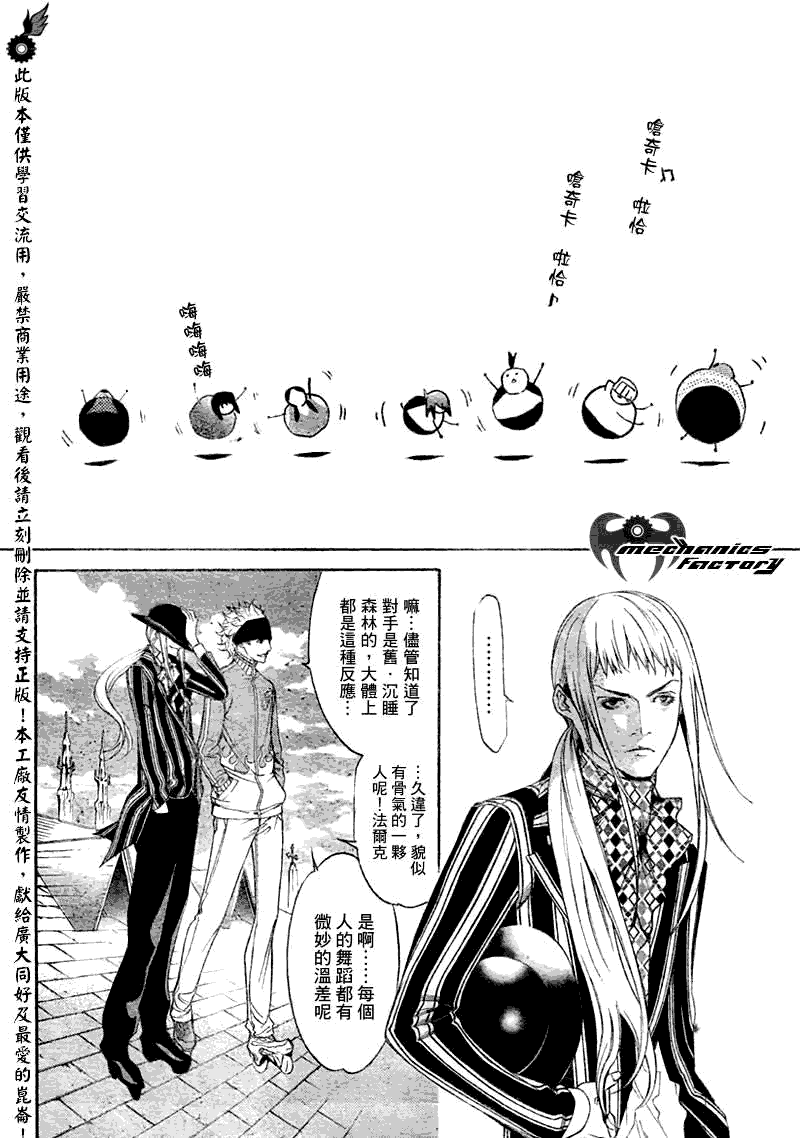 嗆奇卡♫ 啦恰
嗆奇卡 啦恰♪
嗨嗨嗨嗨
mechanics
Factory
…………
嘛…儘管知道了
對手是舊．沉睡
森林的，大體上
都是這種反應…
…久違了，貌似
有骨氣的一夥
人呢！法爾克
是啊……每個
人的舞蹈都有
微妙的溫差呢
此版本僅供學習交流用，嚴禁商業用途，觀看後請立刻刪除並請支持正版！本工廠友情製作，獻給廣大同好及最愛的崑崙！